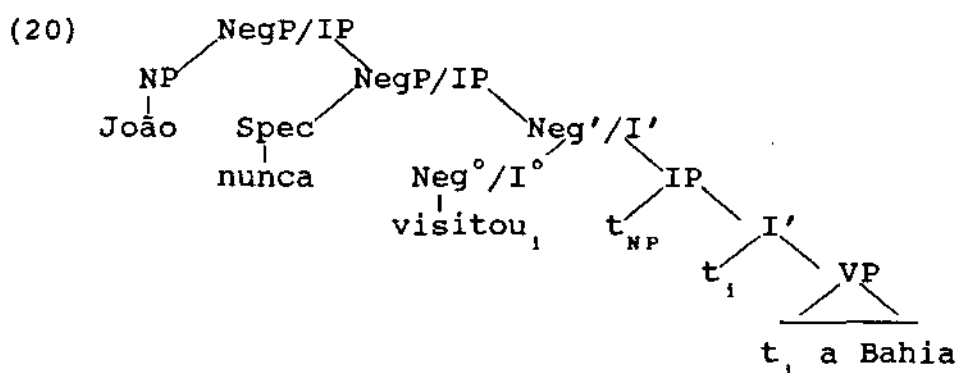 (20) NegP/IP
NP NegP/IP
João Spec Neg'/I'
nunca Neg°/I° IP
visitou_i t_NP I'
t_i VP
t_i a Bahia